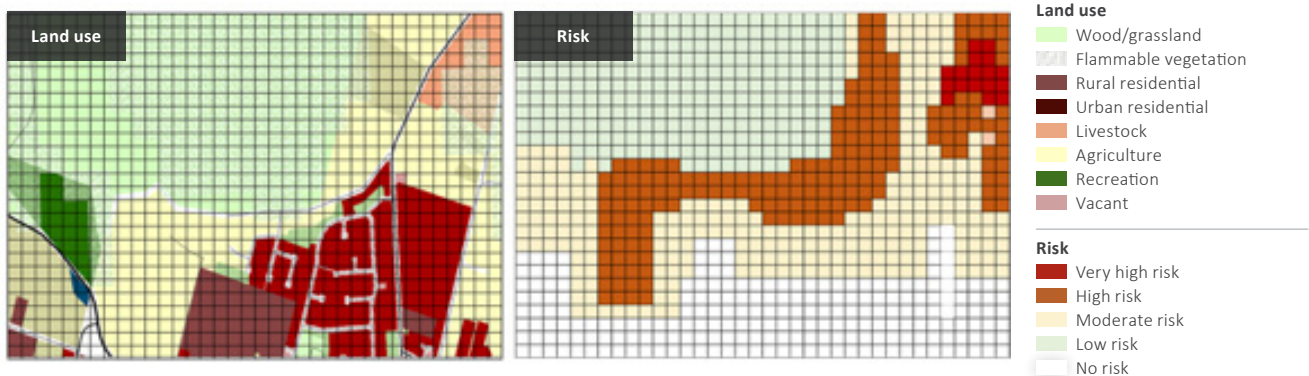 Land use
Risk
Land use
Wood/grassland
Flammable vegetation
Rural residential
Urban residential
Livestock
Agriculture
Recreation
Vacant
Risk
Very high risk
High risk
Moderate risk
Low risk
No risk